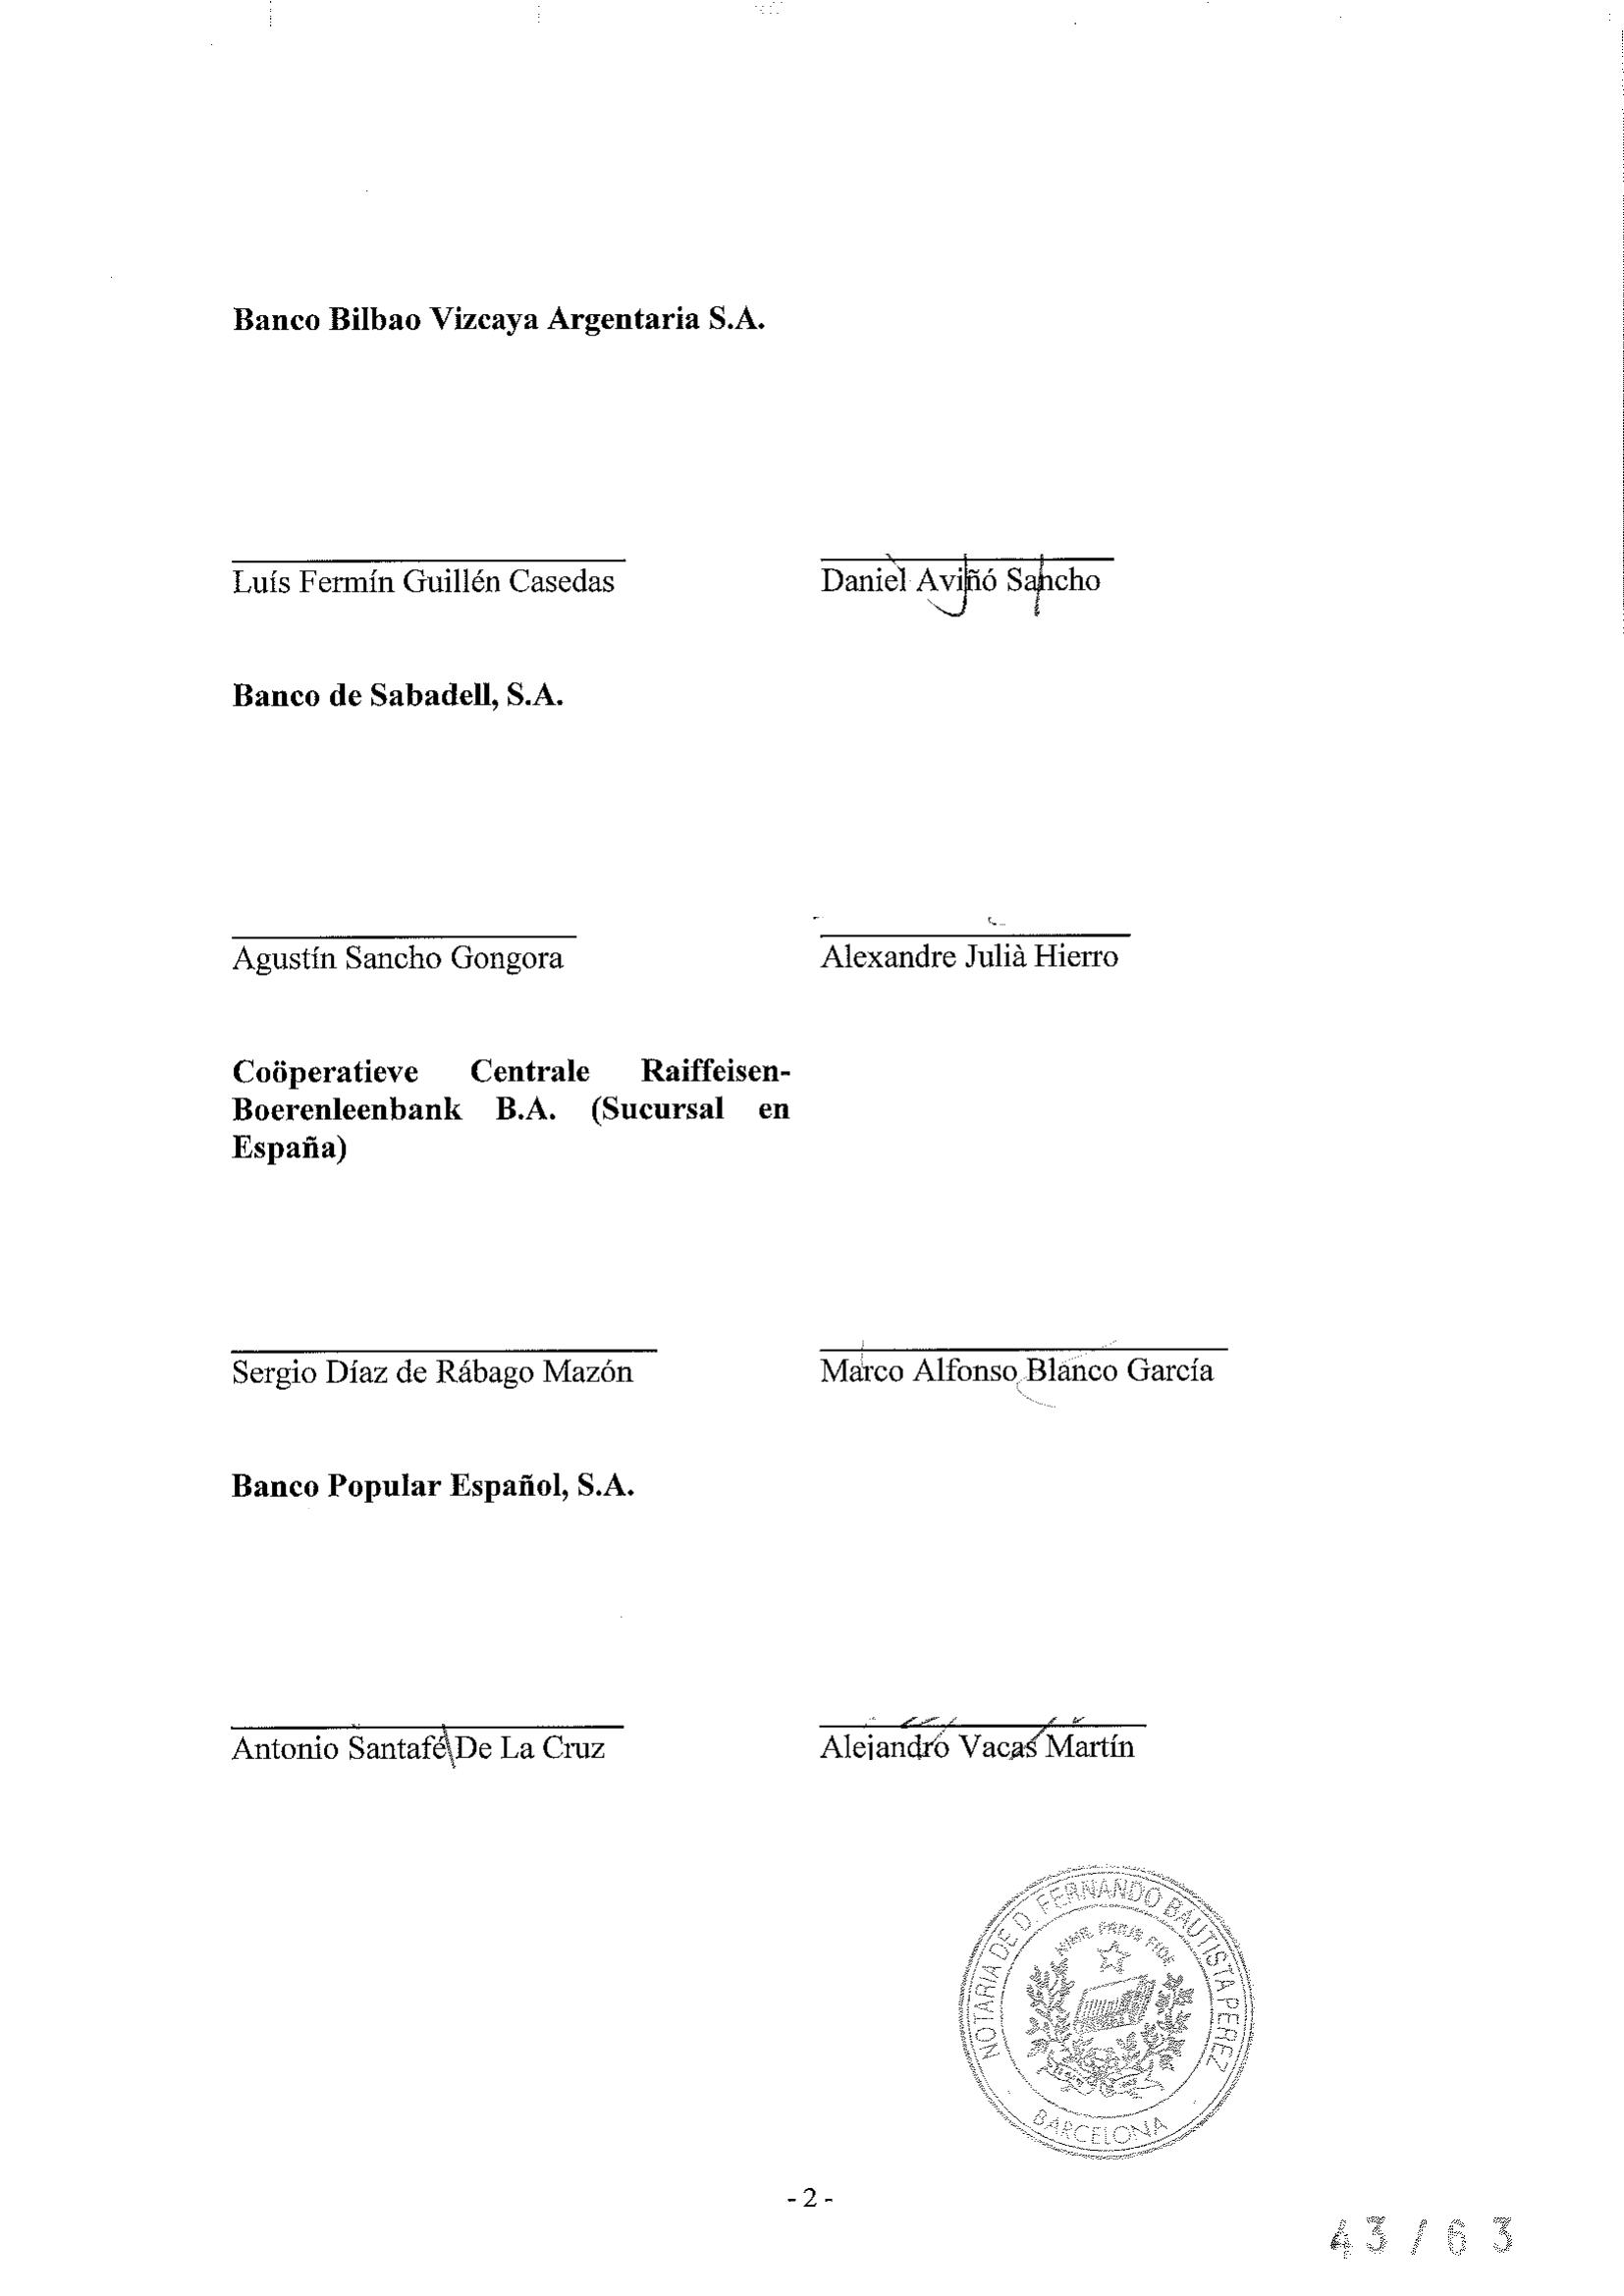 Banco Bilbao Vizcaya Argentaria S.A.
Luís Fermín Guillén Casedas
Daniel Aviñó Sancho
Banco de Sabadell, S.A.
Agustín Sancho Gongora
Alexandre Julià Hierro
Coöperatieve Centrale Raiffeisen-
Boerenleenbank B.A. (Sucursal en
España)
Sergio Díaz de Rábago Mazón
Marco Alfonso Blanco García
Banco Popular Español, S.A.
Antonio Santafé De La Cruz
Alejandro Vacas Martín
NOTARIA DE D. FERNANDO BAUTISTA PEREZ
NIHIL PRIUS FIDE
BARCELONA
- 2 -
43 / 63